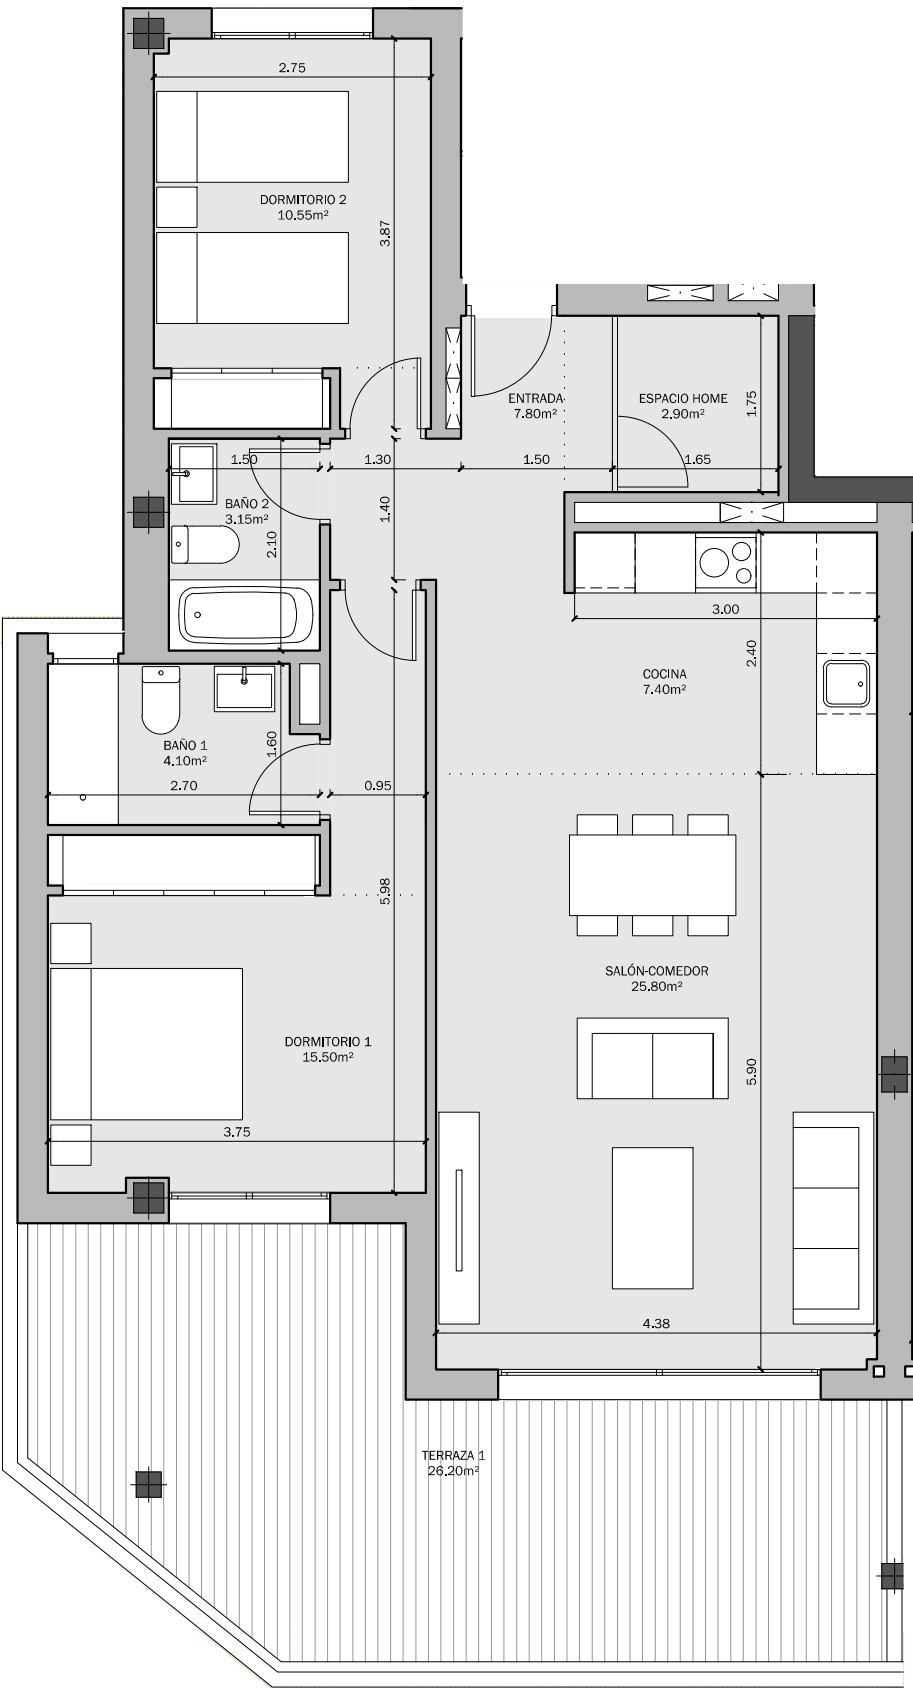 2.75
DORMITORIO 2
10.55m²
3.87
ENTRADA
7.80m²
ESPACIO HOME
2.90m²
1.75
1.50
1.30
1.50
1.65
BAÑO 2
3.15m²
2.10
1.40
3.00
2.40
COCINA
7.40m²
BAÑO 1
4.10m²
1.60
2.70
0.95
5.98
SALÓN-COMEDOR
25.80m²
DORMITORIO 1
15.50m²
5.90
3.75
4.38
TERRAZA 1
26.20m²